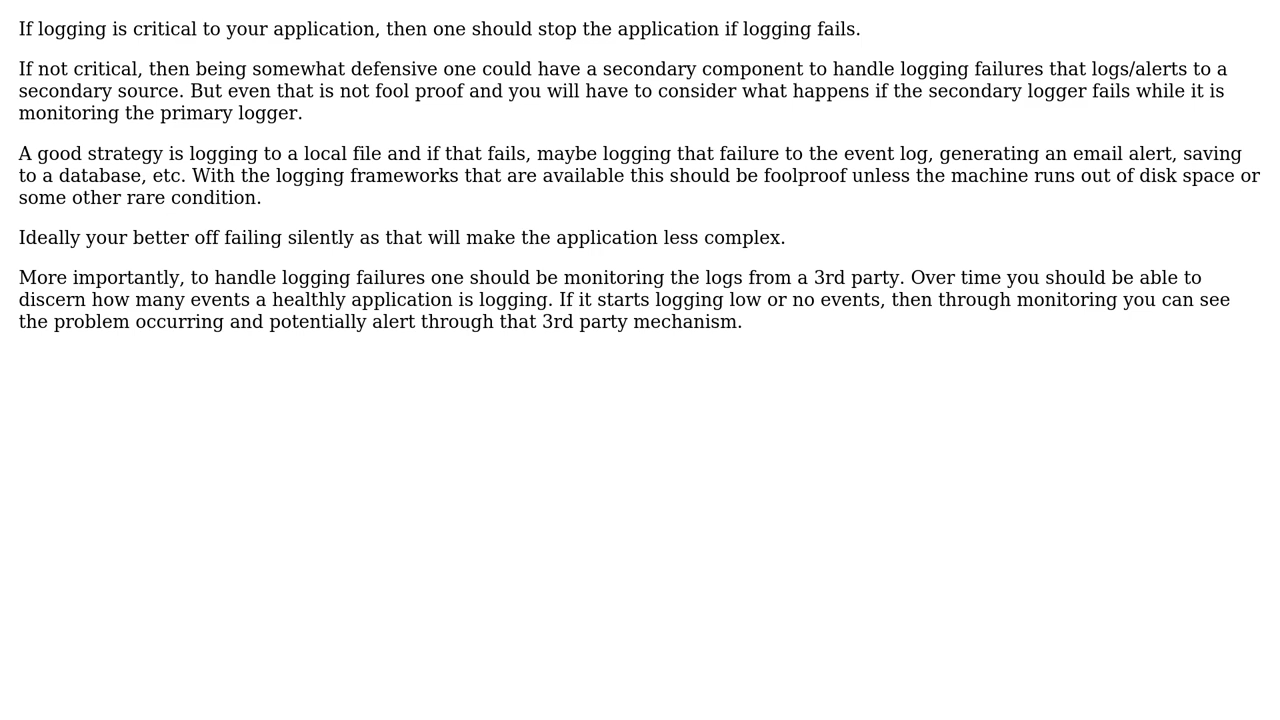 If logging is critical to your application, then one should stop the application if logging fails.
If not critical, then being somewhat defensive one could have a secondary component to handle logging failures that logs/alerts to a
secondary source. But even that is not fool proof and you will have to consider what happens if the secondary logger fails while it is
monitoring the primary logger.
A good strategy is logging to a local file and if that fails, maybe logging that failure to the event log, generating an email alert, saving
to a database, etc. With the logging frameworks that are available this should be foolproof unless the machine runs out of disk space or
some other rare condition.
Ideally your better off failing silently as that will make the application less complex.
More importantly, to handle logging failures one should be monitoring the logs from a 3rd party. Over time you should be able to
discern how many events a healthly application is logging. If it starts logging low or no events, then through monitoring you can see
the problem occurring and potentially alert through that 3rd party mechanism.